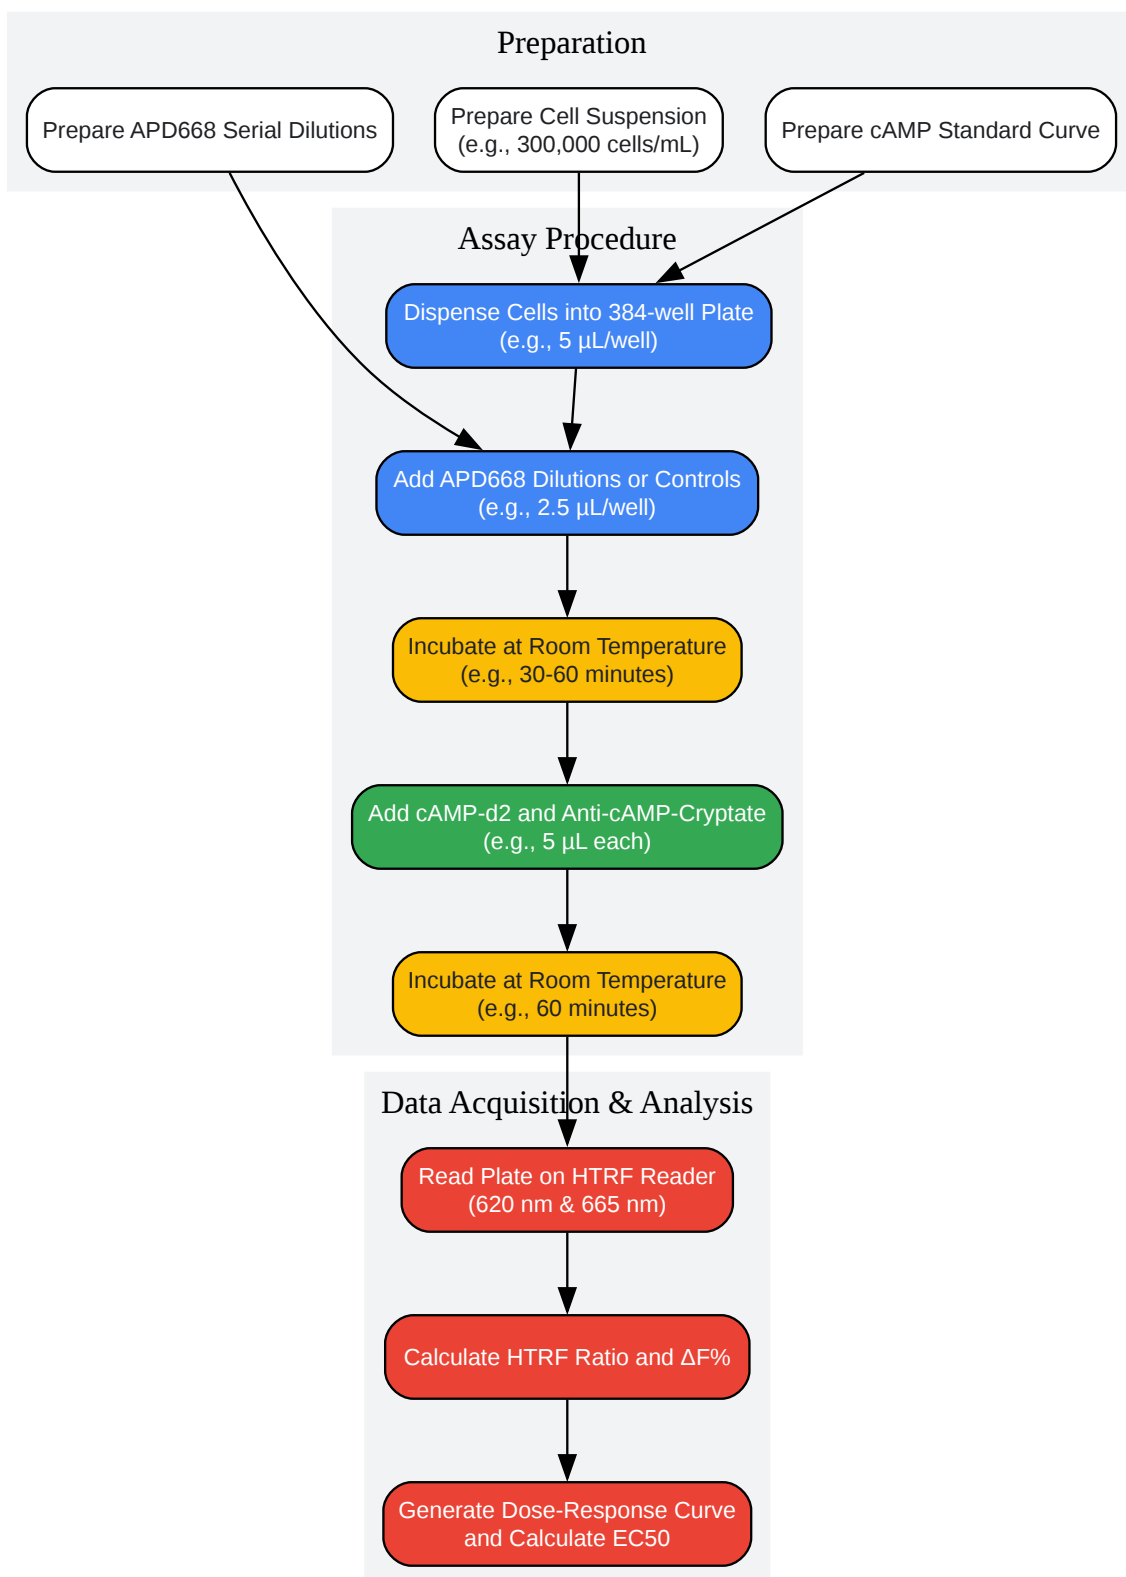 Preparation
Prepare APD668 Serial Dilutions
Prepare Cell Suspension
(e.g., 300,000 cells/mL)
Prepare cAMP Standard Curve
Assay Procedure
Dispense Cells into 384-well Plate
(e.g., 5 µL/well)
Add APD668 Dilutions or Controls
(e.g., 2.5 µL/well)
Incubate at Room Temperature
(e.g., 30-60 minutes)
Add cAMP-d2 and Anti-cAMP-Cryptate
(e.g., 5 µL each)
Incubate at Room Temperature
(e.g., 60 minutes)
Data Acquisition & Analysis
Read Plate on HTRF Reader
(620 nm & 665 nm)
Calculate HTRF Ratio and ΔF%
Generate Dose-Response Curve
and Calculate EC50